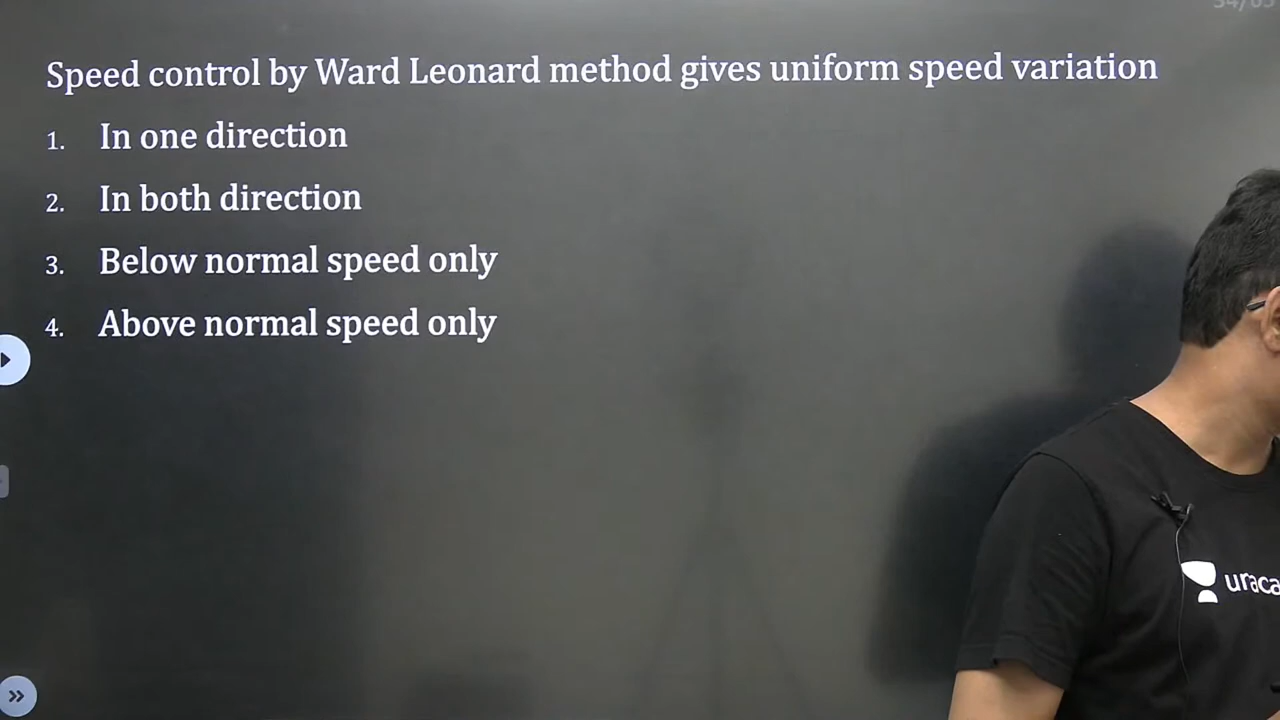 Speed control by Ward Leonard method gives uniform speed variation
1. In one direction
2. In both direction
3. Below normal speed only
4. Above normal speed only